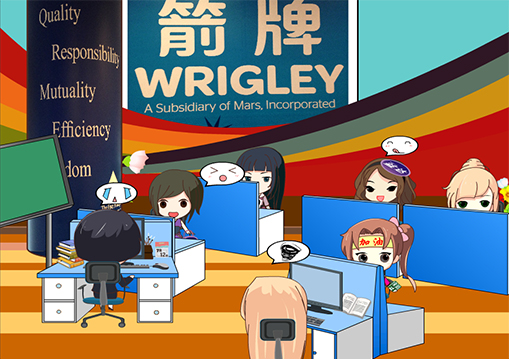 Quality
Responsibility
Mutuality
Efficiency
dom
箭牌
WRIGLEY
A Subsidiary of Mars, Incorporated
加油